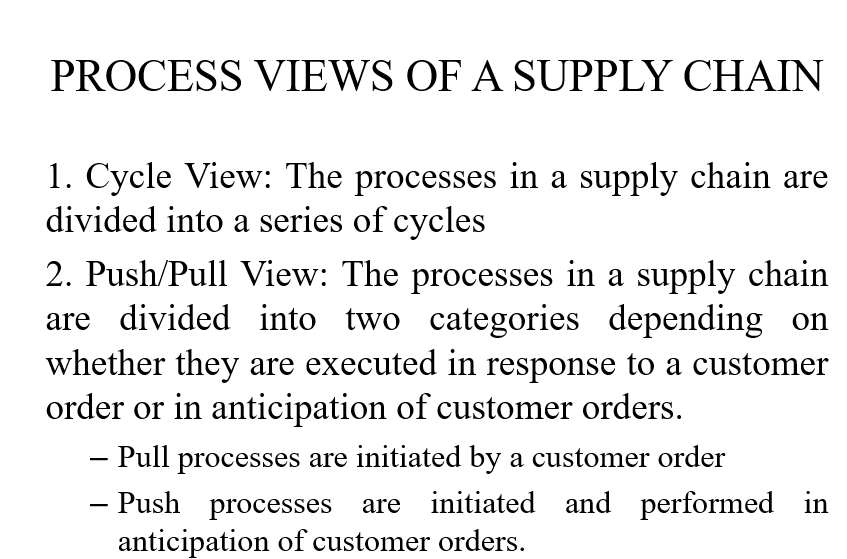 PROCESS VIEWS OF A SUPPLY CHAIN
1. Cycle View: The processes in a supply chain are
divided into a series of cycles
2. Push/Pull View: The processes in a supply chain
are divided into two categories depending on
whether they are executed in response to a customer
order or in anticipation of customer orders.
– Pull processes are initiated by a customer order
– Push processes are initiated and performed in
anticipation of customer orders.